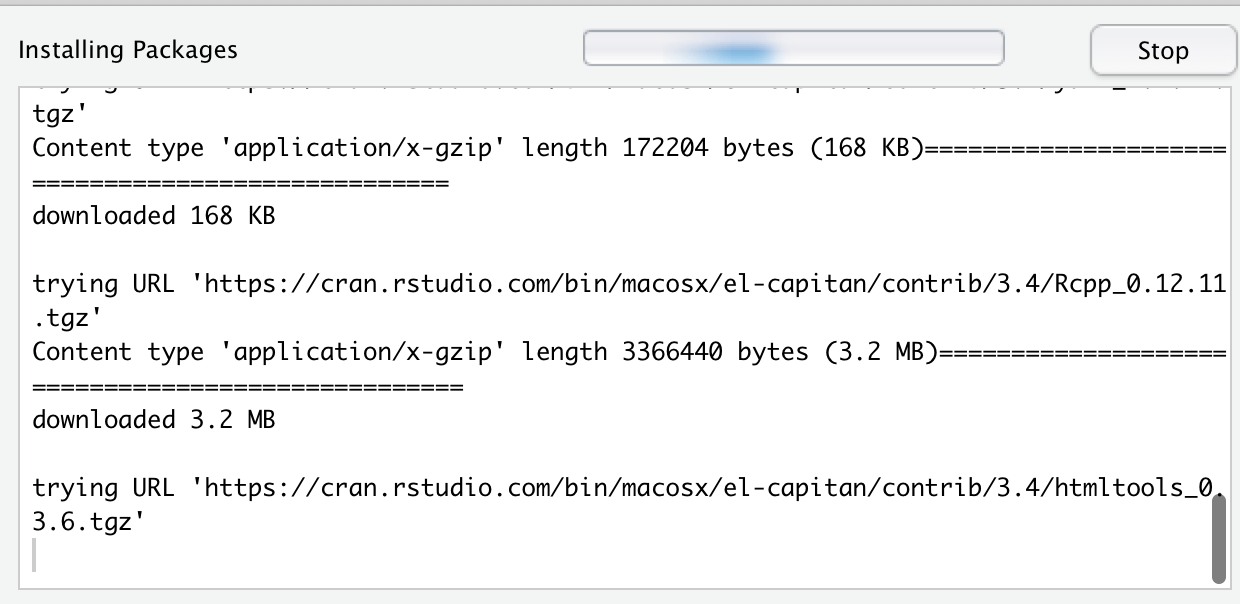 Installing Packages
Stop
tgz'
Content type 'application/x-gzip' length 172204 bytes (168 KB)=====================
=============================
downloaded 168 KB
trying URL 'https://cran.rstudio.com/bin/macosx/el-capitan/contrib/3.4/Rcpp_0.12.11
.tgz'
Content type 'application/x-gzip' length 3366440 bytes (3.2 MB)====================
==============================
downloaded 3.2 MB
trying URL 'https://cran.rstudio.com/bin/macosx/el-capitan/contrib/3.4/htmltools_0.
3.6.tgz'